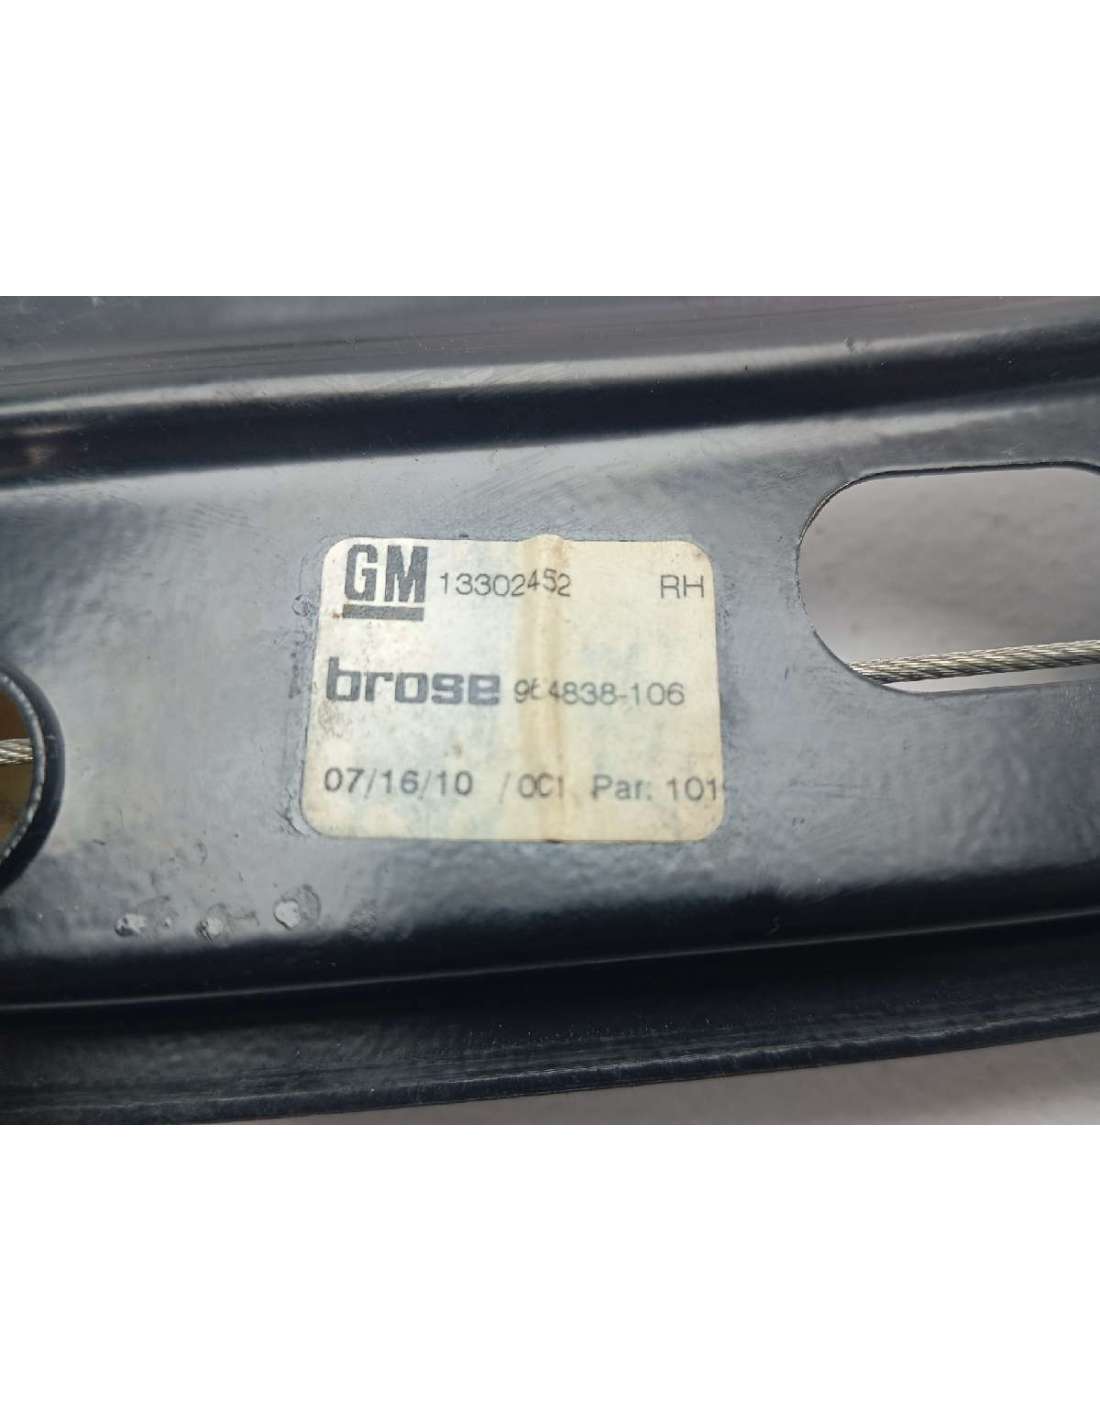 GM 13302452 RH
brose 964838-106
07/16/10 /0C1 Par: 101